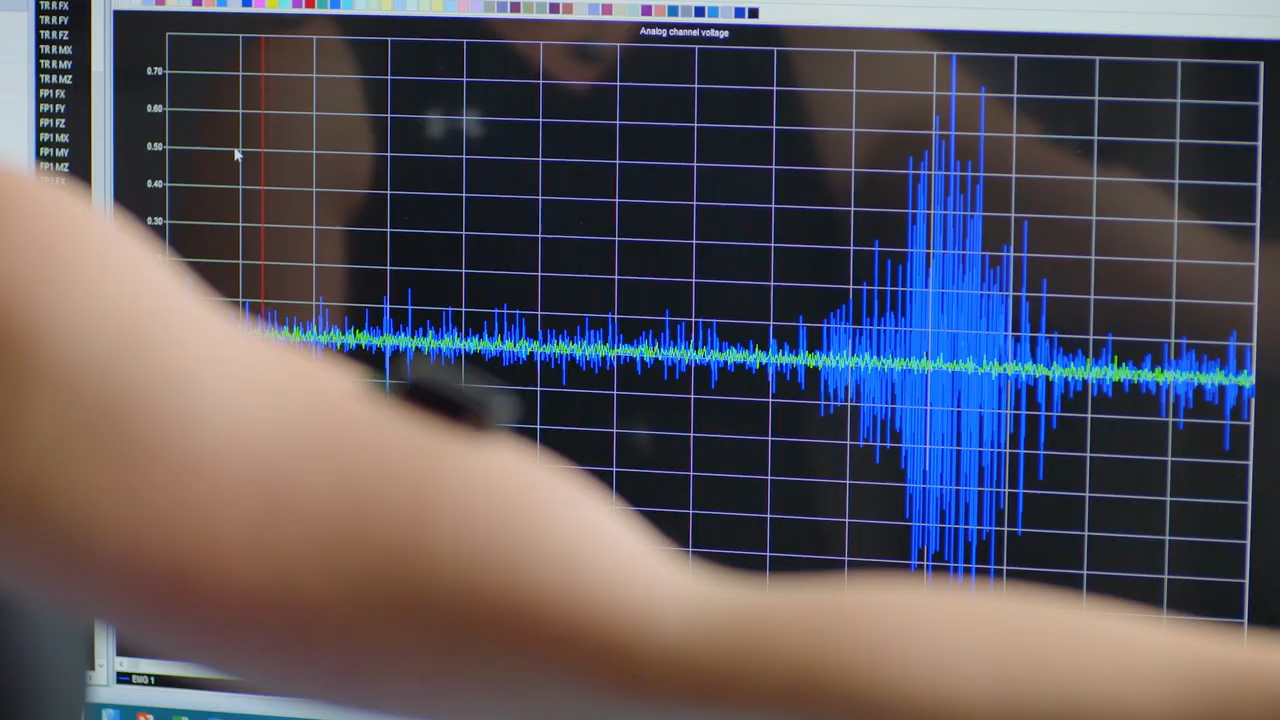 TR R FX
TR R FY
TR R FZ
TR R MX
TR R MY
TR R MZ
FP1 FX
FP1 FY
FP1 FZ
FP1 MX
FP1 MY
FP1 MZ
Analog channel voltage
0.70
0.60
0.50
0.40
0.30
EMG 1